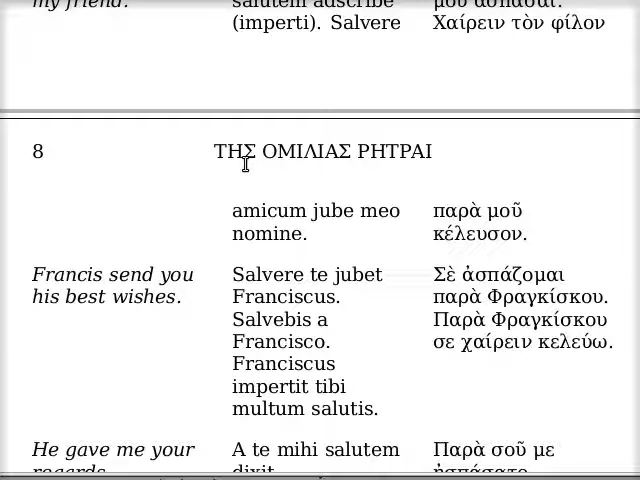 my friend.
salutem adscribe
(imperti). Salvere
μοῦ ἀσπάσαι.
Χαίρειν τὸν φίλον
8
ΤΗΣ ΟΜΙΛΙΑΣ ΡΗΤΡΑΙ
amicum jube meo
nomine.
παρὰ μοῦ
κέλευσον.
Francis send you
his best wishes.
Salvere te jubet
Franciscus.
Salvebis a
Francisco.
Franciscus
impertit tibi
multum salutis.
Σὲ ἀσπάζομαι
παρὰ Φραγκίσκου.
Παρὰ Φραγκίσκου
σε χαίρειν κελεύω.
He gave me your
regards
A te mihi salutem
dixit
Παρὰ σοῦ με
ἠσπάσατο